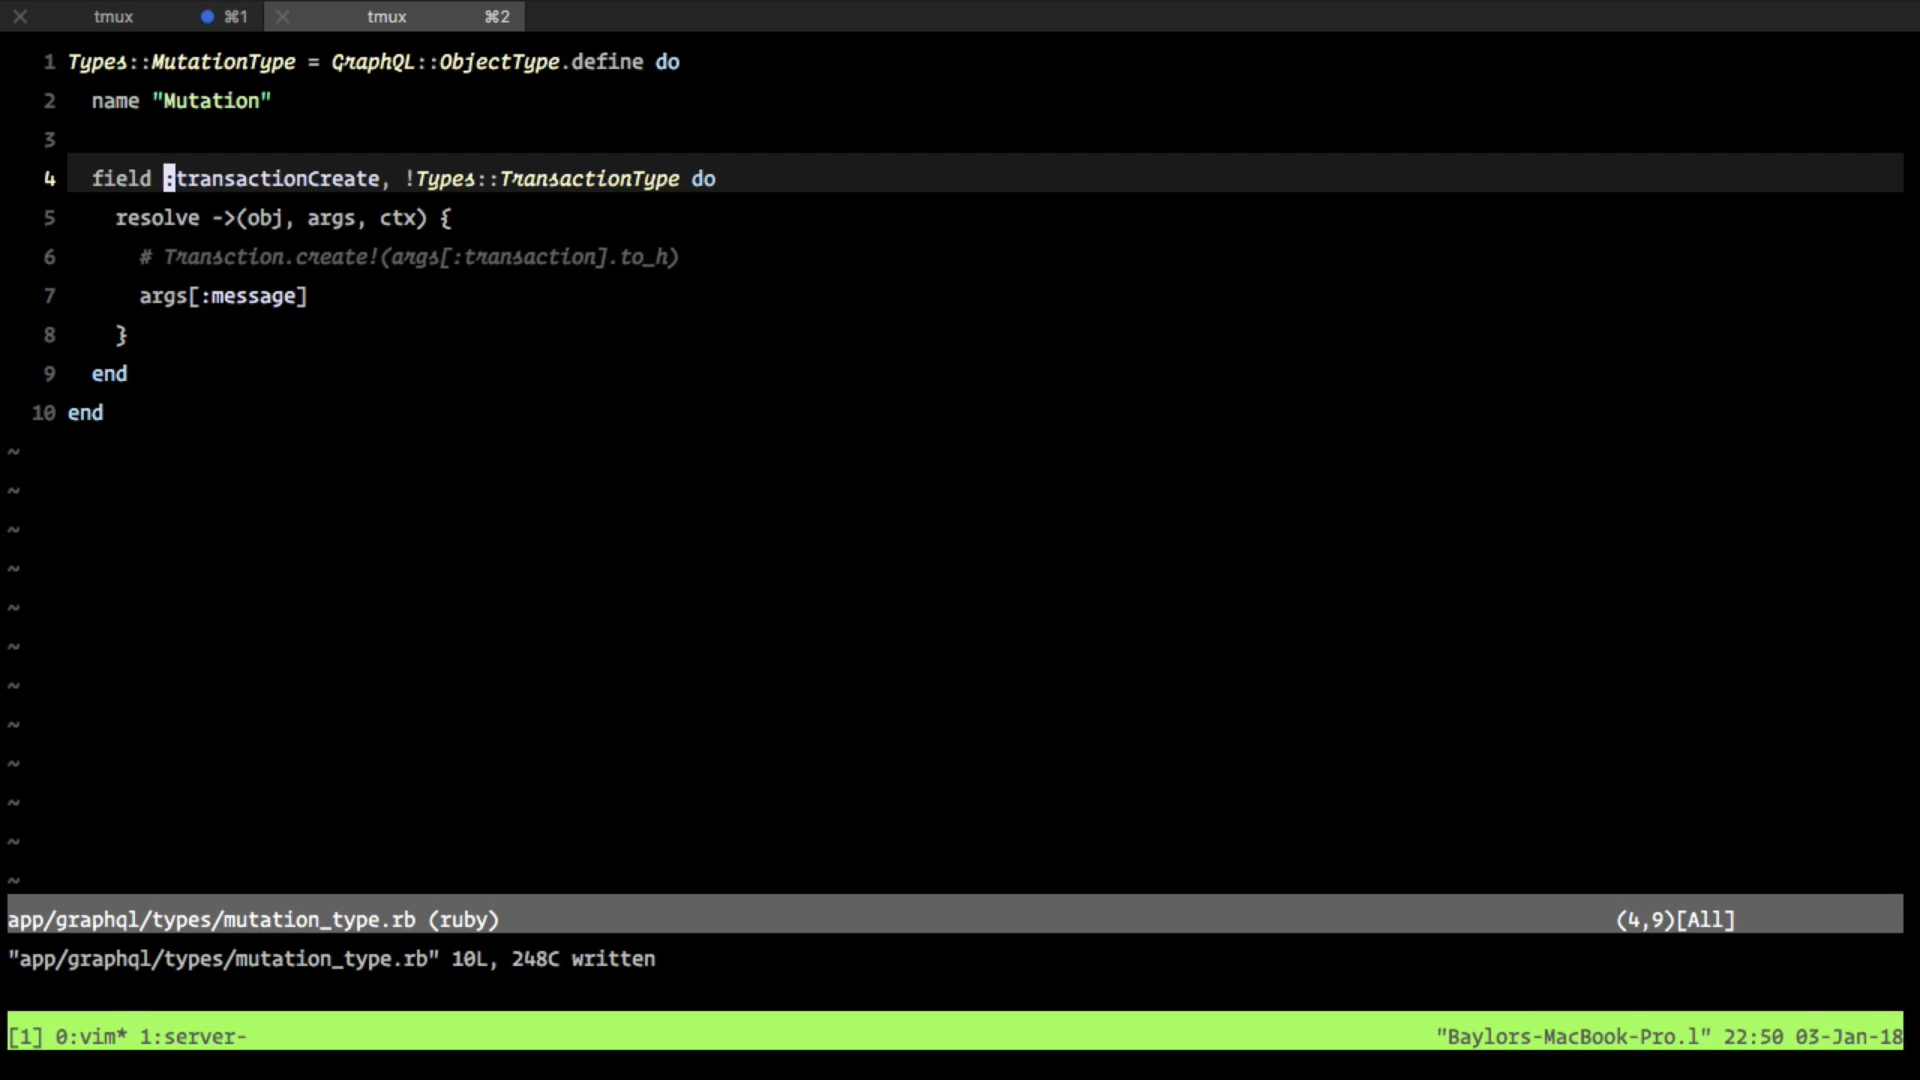 tmux ⌘1 tmux ⌘2
1 Types::MutationType = GraphQL::ObjectType.define do
2   name "Mutation"
3
4   field :transactionCreate, !Types::TransactionType do
5     resolve ->(obj, args, ctx) {
6       # Transction.create!(args[:transaction].to_h)
7       args[:message]
8     }
9   end
10 end
~
~
~
~
~
~
~
~
~
~
~
~
app/graphql/types/mutation_type.rb (ruby) (4,9)[All]
"app/graphql/types/mutation_type.rb" 10L, 248C written
[1] 0:vim* 1:server- "Baylors-MacBook-Pro.l" 22:50 03-Jan-18